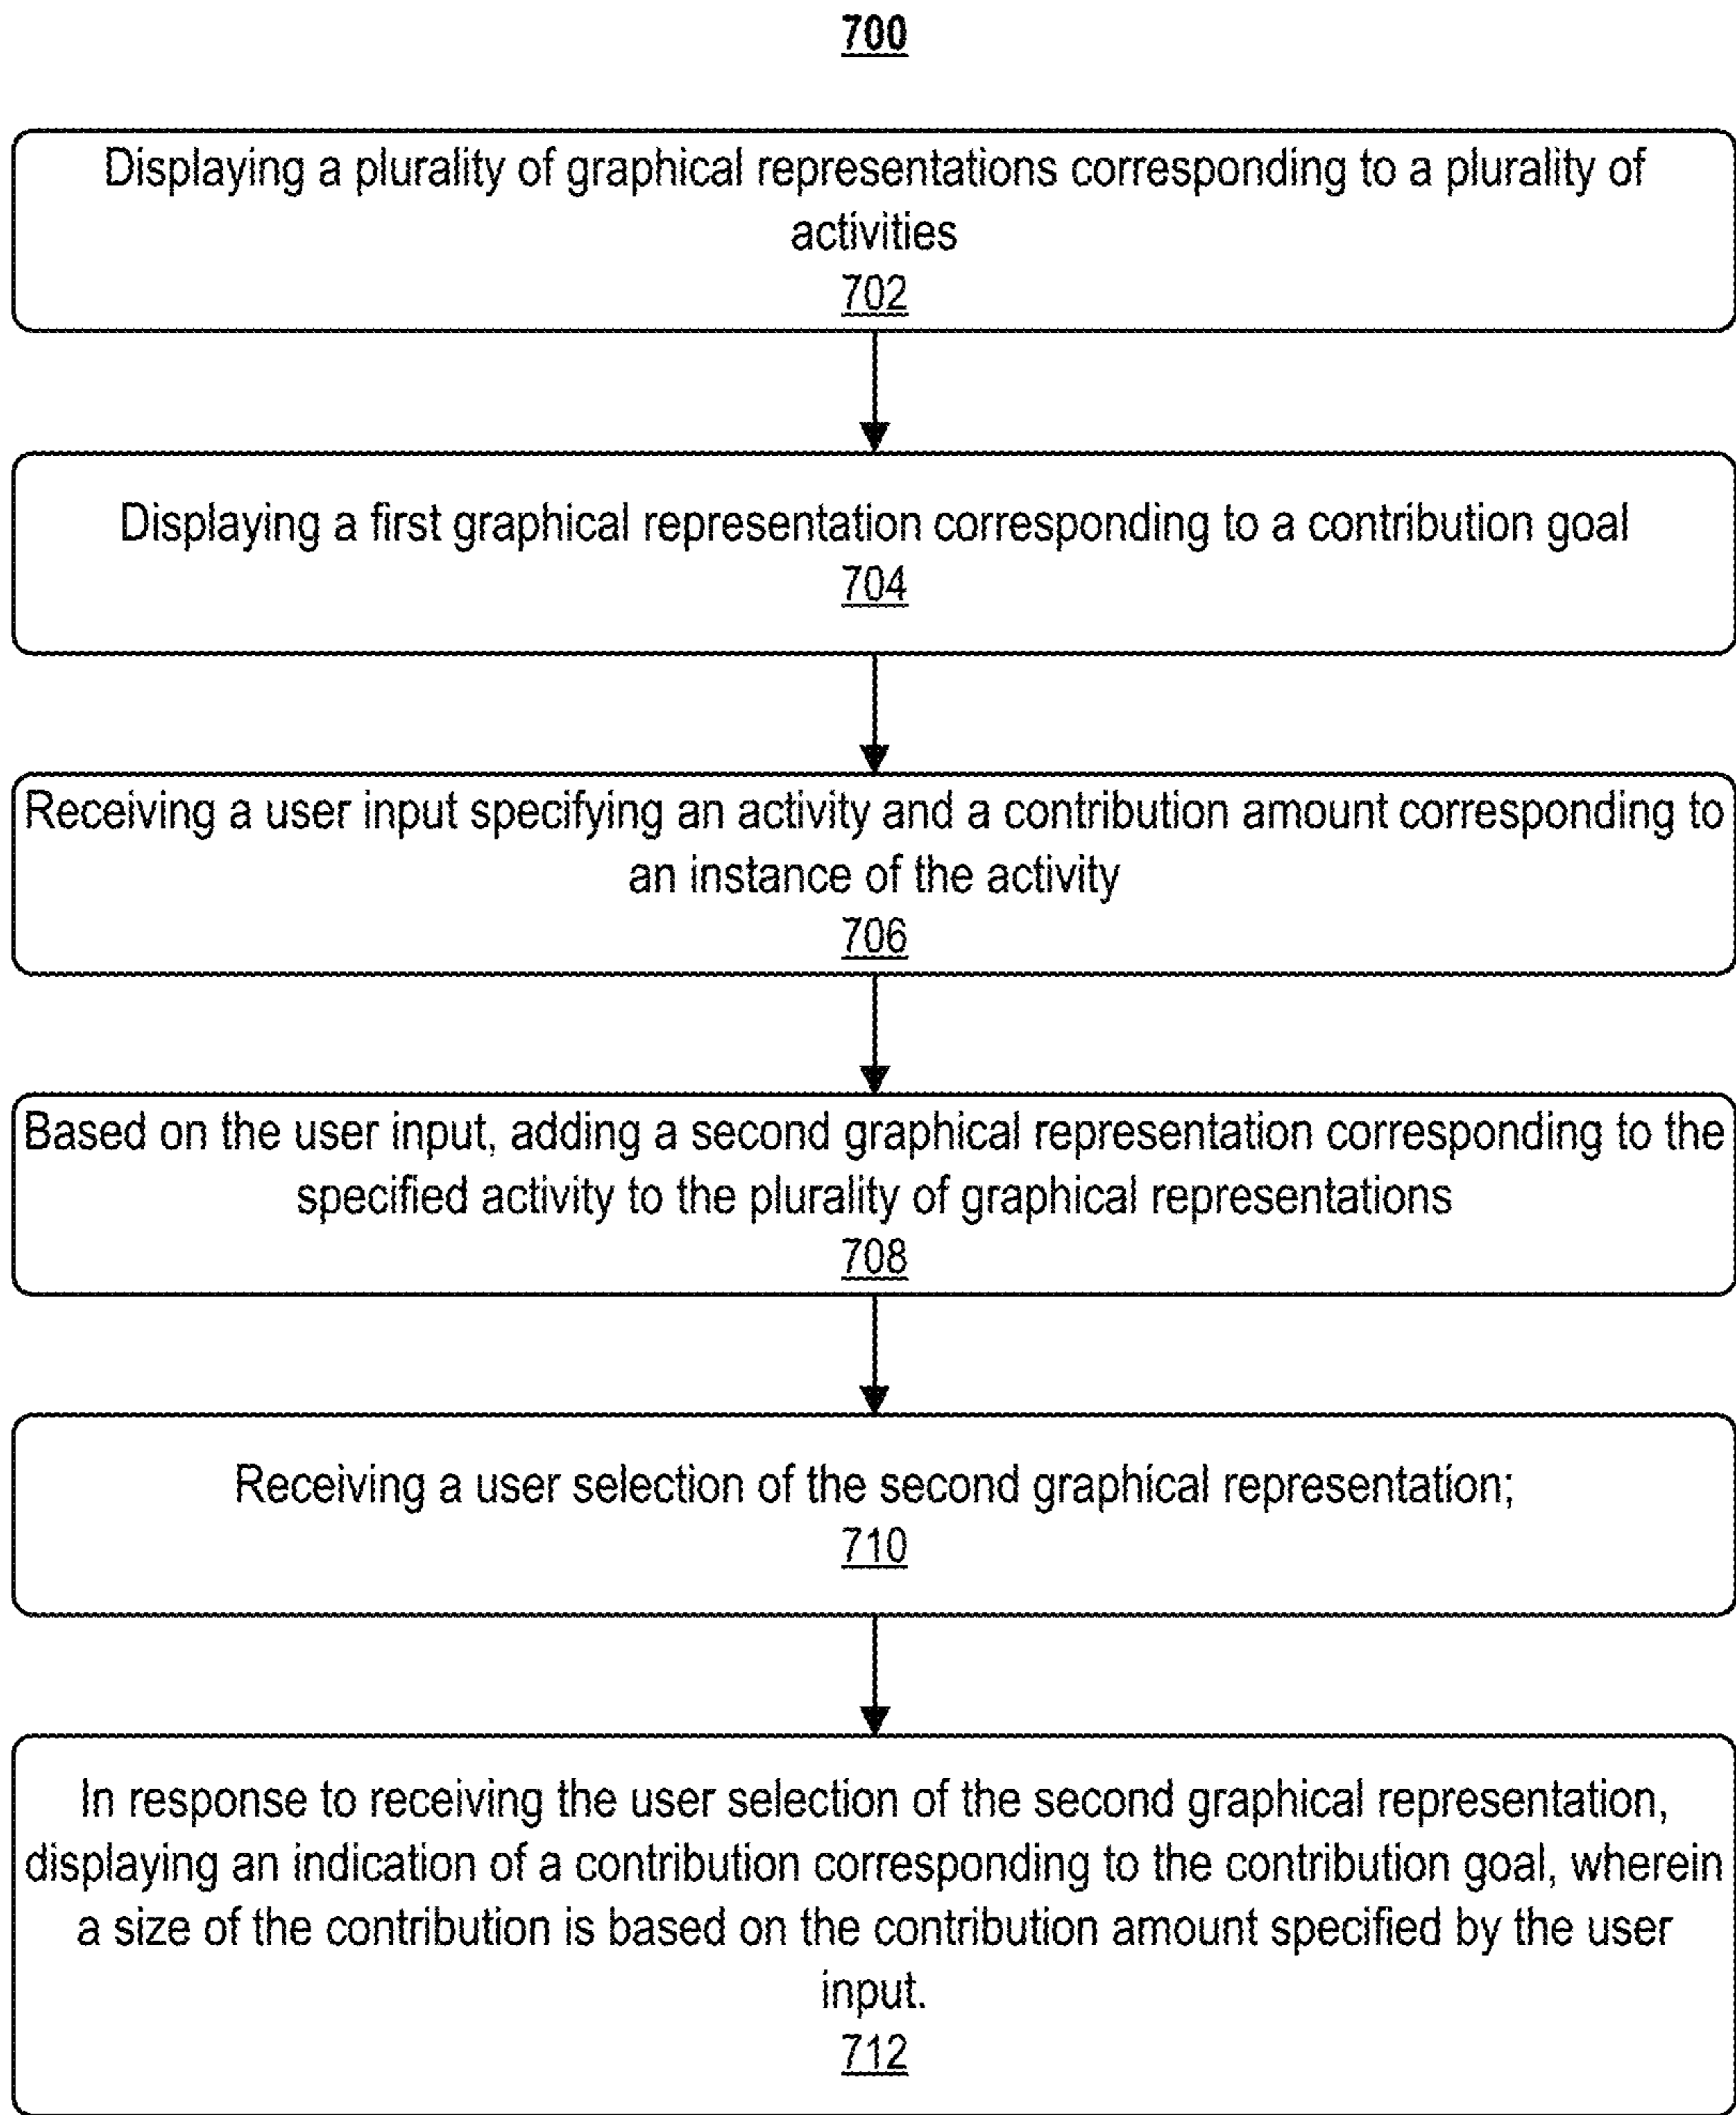 700
Displaying a plurality of graphical representations corresponding to a plurality of
activities
702
Displaying a first graphical representation corresponding to a contribution goal
704
Receiving a user input specifying an activity and a contribution amount corresponding to
an instance of the activity
706
Based on the user input, adding a second graphical representation corresponding to the
specified activity to the plurality of graphical representations
708
Receiving a user selection of the second graphical representation;
710
In response to receiving the user selection of the second graphical representation,
displaying an indication of a contribution corresponding to the contribution goal, wherein
a size of the contribution is based on the contribution amount specified by the user
input.
712